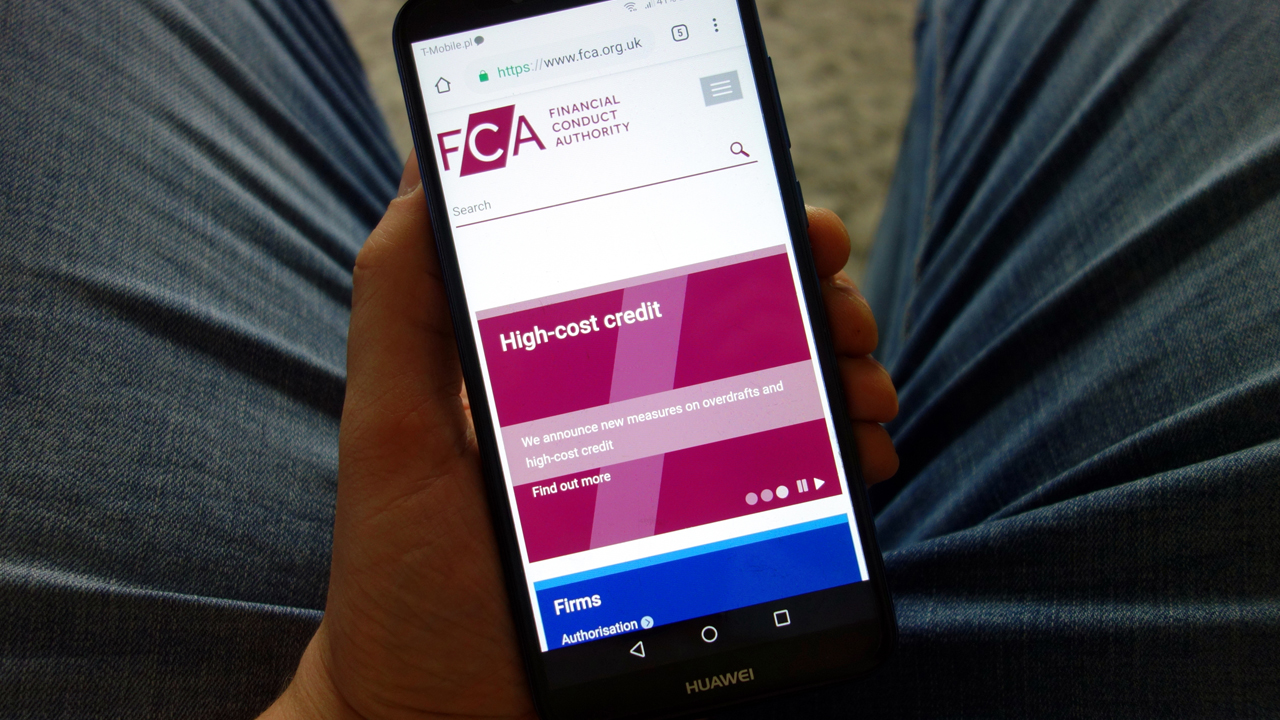 T-Mobile.pl
https://www.fca.org.uk
5
FCA
FINANCIAL
CONDUCT
AUTHORITY
Search
High-cost credit
We announce new measures on overdrafts and
high-cost credit
Find out more
Firms
Authorisation
HUAWEI